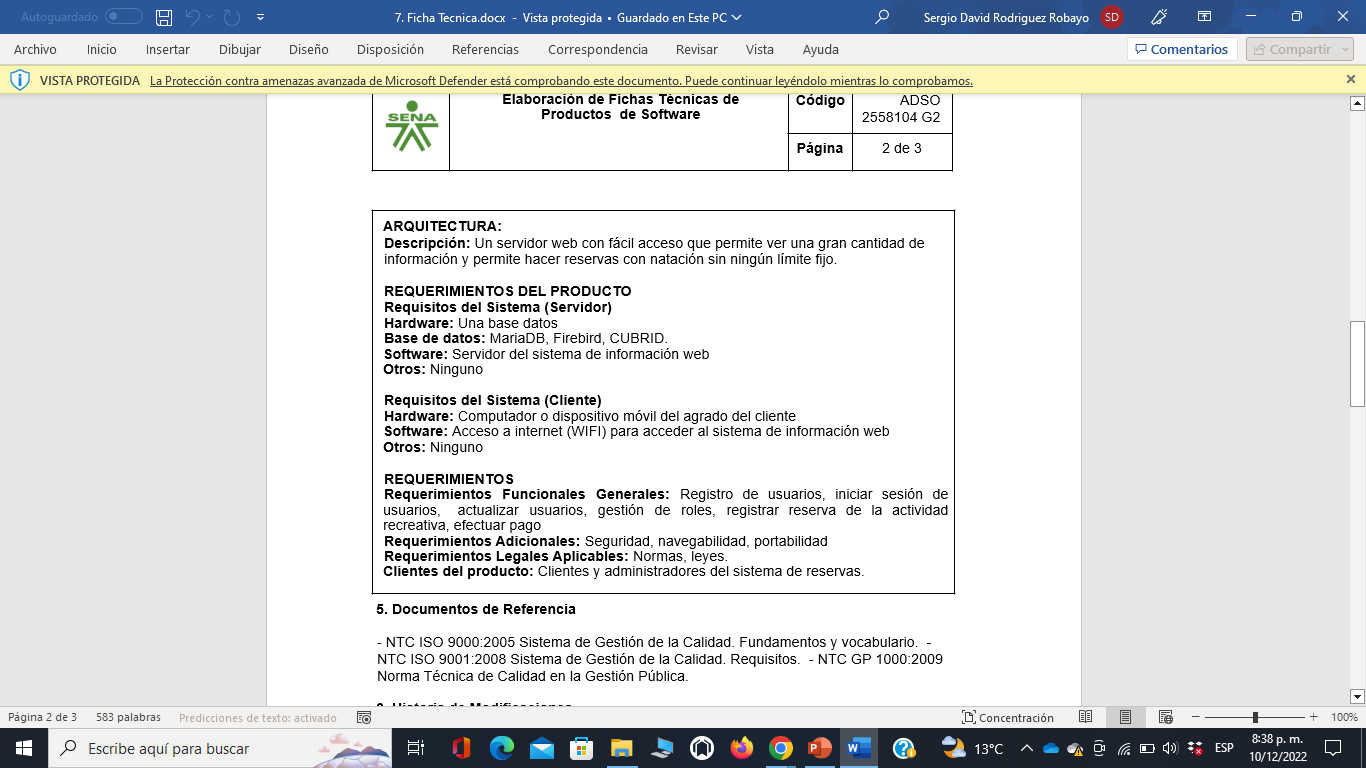 Autoguardado
7. Ficha Tecnica.docx - Vista protegida • Guardado en Este PC
Sergio David Rodriguez Robayo
SD
Archivo Inicio Insertar Dibujar Diseño Disposición Referencias Correspondencia Revisar Vista Ayuda
Comentarios
Compartir
VISTA PROTEGIDA La Protección contra amenazas avanzada de Microsoft Defender está comprobando este documento. Puede continuar leyéndolo mientras lo comprobamos.
SENA
Elaboración de Fichas Técnicas de
Productos de Software
Código
ADSO
2558104 G2
Página
2 de 3
ARQUITECTURA:
Descripción: Un servidor web con fácil acceso que permite ver una gran cantidad de
información y permite hacer reservas con natación sin ningún límite fijo.
REQUERIMIENTOS DEL PRODUCTO
Requisitos del Sistema (Servidor)
Hardware: Una base datos
Base de datos: MariaDB, Firebird, CUBRID.
Software: Servidor del sistema de información web
Otros: Ninguno
Requisitos del Sistema (Cliente)
Hardware: Computador o dispositivo móvil del agrado del cliente
Software: Acceso a internet (WIFI) para acceder al sistema de información web
Otros: Ninguno
REQUERIMIENTOS
Requerimientos Funcionales Generales: Registro de usuarios, iniciar sesión de
usuarios, actualizar usuarios, gestión de roles, registrar reserva de la actividad
recreativa, efectuar pago
Requerimientos Adicionales: Seguridad, navegabilidad, portabilidad
Requerimientos Legales Aplicables: Normas, leyes.
Clientes del producto: Clientes y administradores del sistema de reservas.
5. Documentos de Referencia
- NTC ISO 9000:2005 Sistema de Gestión de la Calidad. Fundamentos y vocabulario. -
NTC ISO 9001:2008 Sistema de Gestión de la Calidad. Requisitos. - NTC GP 1000:2009
Norma Técnica de Calidad en la Gestión Pública.
Página 2 de 3 583 palabras Predicciones de texto: activado
Concentración
100%
Escribe aquí para buscar
13°C
ESP
8:38 p. m.
10/12/2022